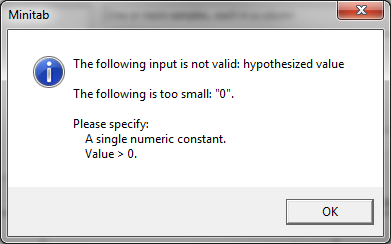 Minitab
The following input is not valid: hypothesized value
The following is too small: "0".
Please specify:
A single numeric constant.
Value > 0.
OK